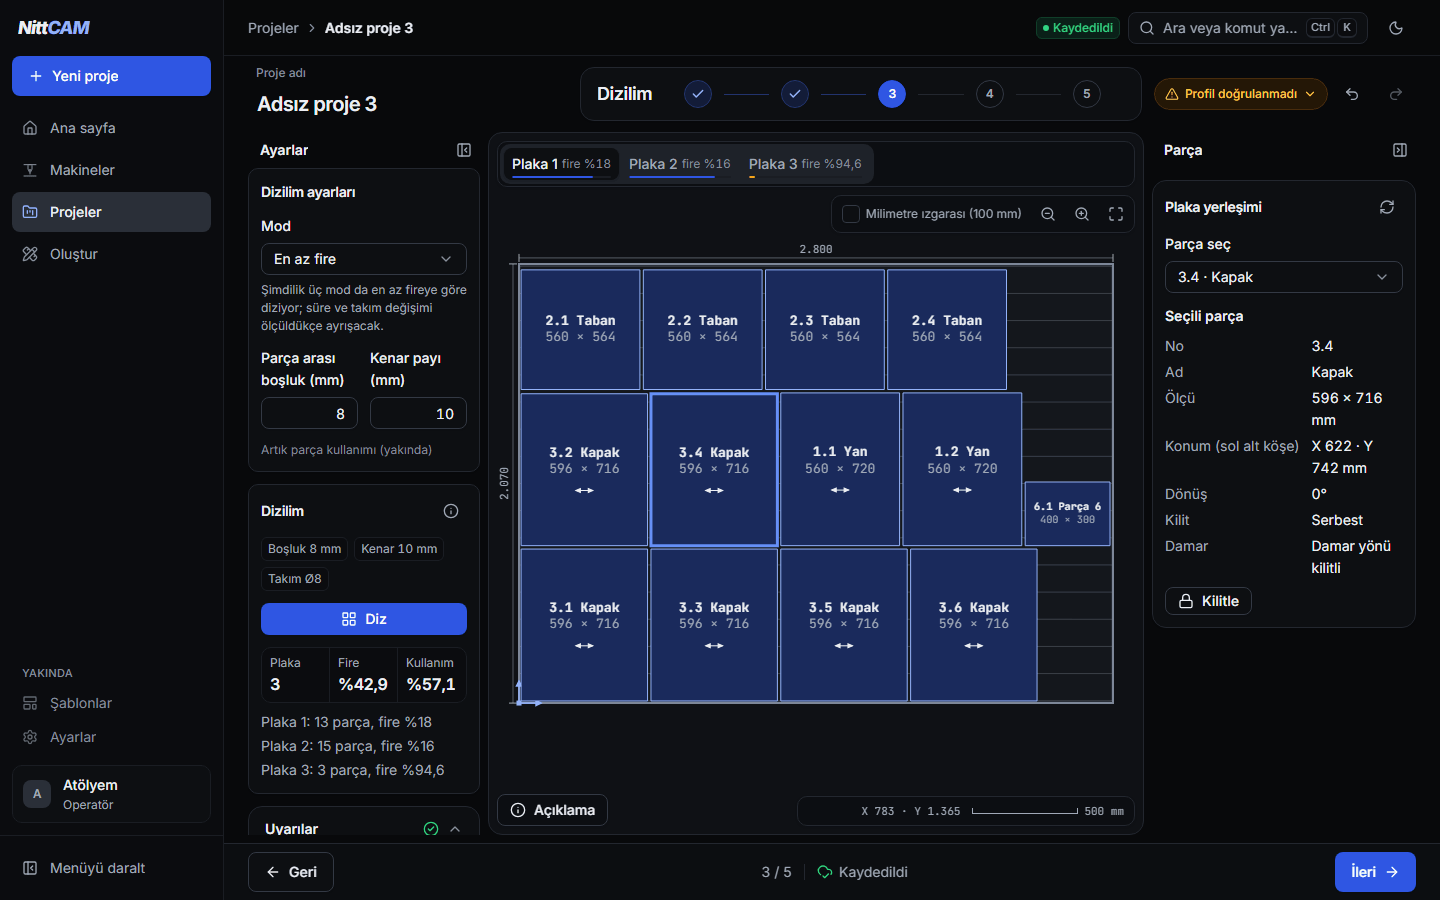 NittCAM
Yeni proje
Ana sayfa
Makineler
Projeler
Oluştur
YAKINDA
Şablonlar
Ayarlar
A
Atölyem
Operatör
Menüyü daralt
Projeler
Adsız proje 3
Kaydedildi
Ara veya komut ya...
Ctrl
K
Proje adı
Adsız proje 3
Dizilim
3
4
5
Profil doğrulanmadı
Ayarlar
Dizilim ayarları
Mod
En az fire
Şimdilik üç mod da en az fireye göre
diziyor; süre ve takım değişimi
ölçüldükçe ayrışacak.
Parça arası
boşluk (mm)
Kenar payı
(mm)
8
10
Artık parça kullanımı (yakında)
Dizilim
Boşluk 8 mm
Kenar 10 mm
Takım Ø8
Diz
Plaka
3
Fire
%42,9
Kullanım
%57,1
Plaka 1: 13 parça, fire %18
Plaka 2: 15 parça, fire %16
Plaka 3: 3 parça, fire %94,6
Uyarılar
Plaka 1 fire %18
Plaka 2 fire %16
Plaka 3 fire %94,6
Milimetre ızgarası (100 mm)
2.800
2.070
2.1 Taban
560 × 564
2.2 Taban
560 × 564
2.3 Taban
560 × 564
2.4 Taban
560 × 564
3.2 Kapak
596 × 716
3.4 Kapak
596 × 716
1.1 Yan
560 × 720
1.2 Yan
560 × 720
6.1 Parça 6
400 × 300
3.1 Kapak
596 × 716
3.3 Kapak
596 × 716
3.5 Kapak
596 × 716
3.6 Kapak
596 × 716
Açıklama
X 783 · Y 1.365
500 mm
Parça
Plaka yerleşimi
Parça seç
3.4 · Kapak
Seçili parça
No
3.4
Ad
Kapak
Ölçü
596 × 716
mm
Konum (sol alt köşe)
X 622 · Y
742 mm
Dönüş
0°
Kilit
Serbest
Damar
Damar yönü
kilitli
Kilitle
Geri
3 / 5
Kaydedildi
İleri